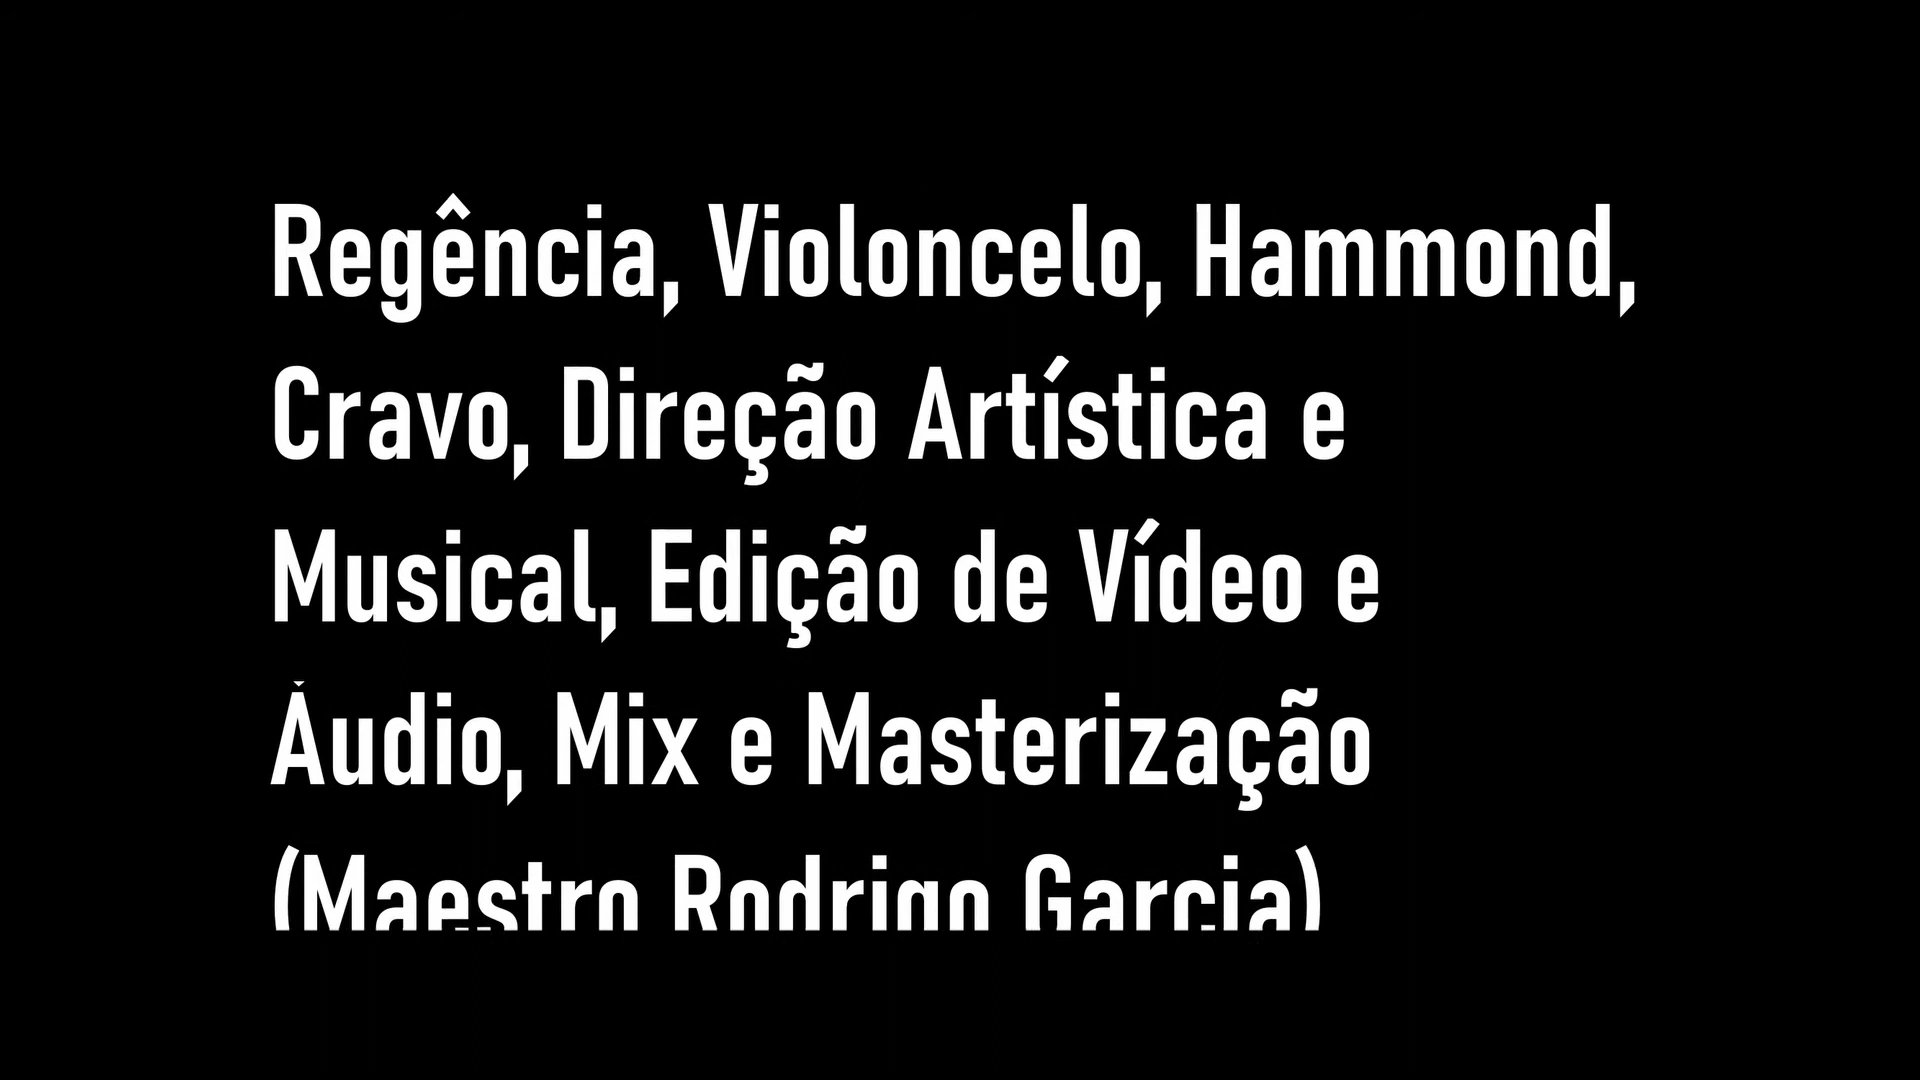 Regência, Violoncelo, Hammond,
Cravo, Direção Artística e
Musical, Edição de Vídeo e
Áudio, Mix e Masterização
(Maestro Rodrigo Garcia)